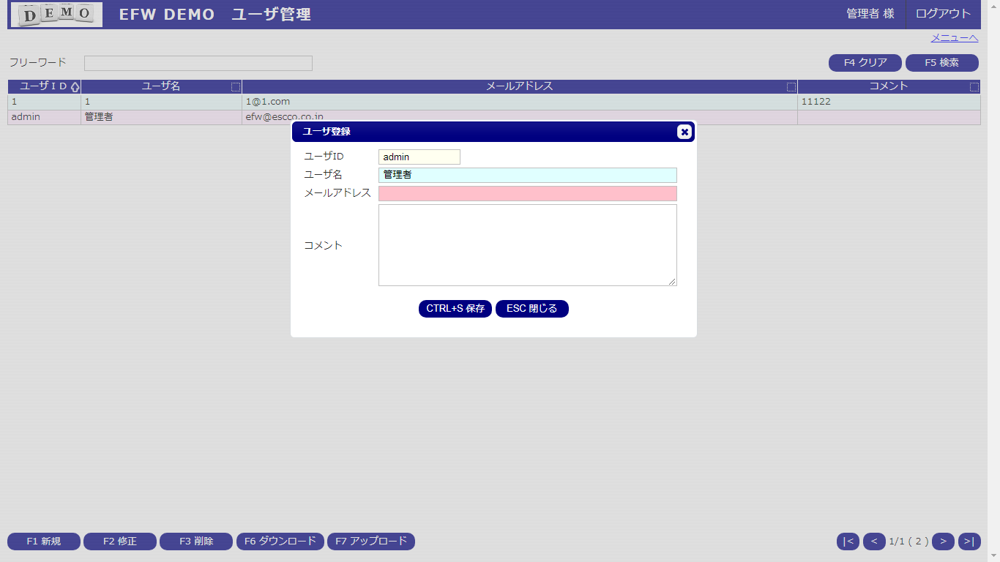 DEMO EFW DEMO ユーザ管理 管理者 様 ログアウト
メニューへ
フリーワード F4 クリア F5 検索
ユーザＩＤ ユーザ名 メールアドレス コメント
1 1 1@1.com 11122
admin 管理者 efw@escco.co.jp
ユーザ登録
ユーザID admin
ユーザ名 管理者
メールアドレス
コメント
CTRL+S 保存 ESC 閉じる
F1 新規 F2 修正 F3 削除 F6 ダウンロード F7 アップロード |< < 1/1 ( 2 ) > >|